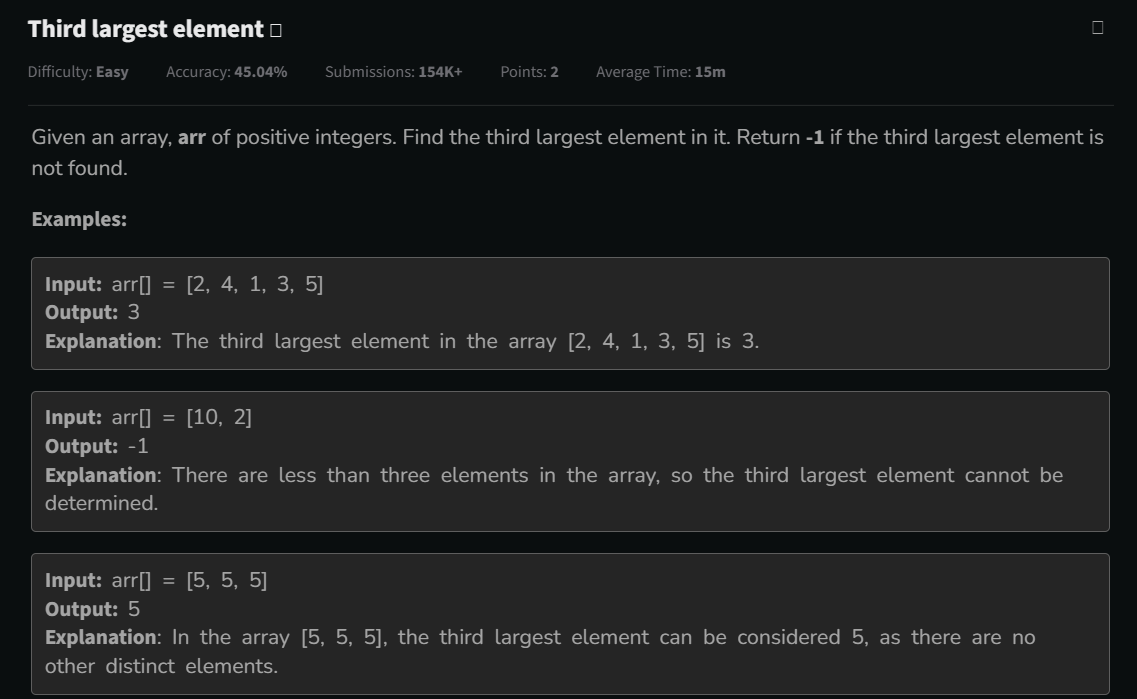 Third largest element
Difficulty: Easy Accuracy: 45.04% Submissions: 154K+ Points: 2 Average Time: 15m
Given an array, arr of positive integers. Find the third largest element in it. Return -1 if the third largest element is
not found.
Examples:
Input: arr[] = [2, 4, 1, 3, 5]
Output: 3
Explanation: The third largest element in the array [2, 4, 1, 3, 5] is 3.
Input: arr[] = [10, 2]
Output: -1
Explanation: There are less than three elements in the array, so the third largest element cannot be
determined.
Input: arr[] = [5, 5, 5]
Output: 5
Explanation: In the array [5, 5, 5], the third largest element can be considered 5, as there are no
other distinct elements.